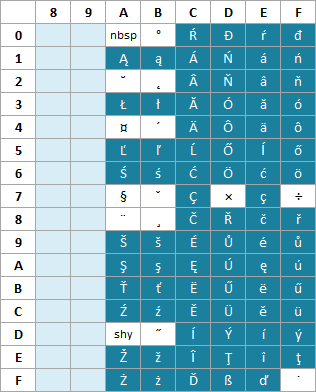 8 9 A B C D E F
0 nbsp ° Ŕ Đ ŕ đ
1 Ą ą Á Ń á ń
2 ˘ ˛ Â Ň â ň
3 Ł ł Ă Ó ă ó
4 ¤ ´ Ä Ô ä ô
5 Ľ ľ Ĺ Ő ĺ ő
6 Ś ś Ć Ö ć ö
7 § ˇ Ç × ç ÷
8 ¨ ¸ Č Ř č ř
9 Š š É Ů é ů
A Ş ş Ę Ú ę ú
B Ť ť Ë Ű ë ű
C Ź ź Ě Ü ě ü
D shy ˝ Í Ý í ý
E Ž ž Î Ţ î ţ
F Ż ż Ď ß ď ˙